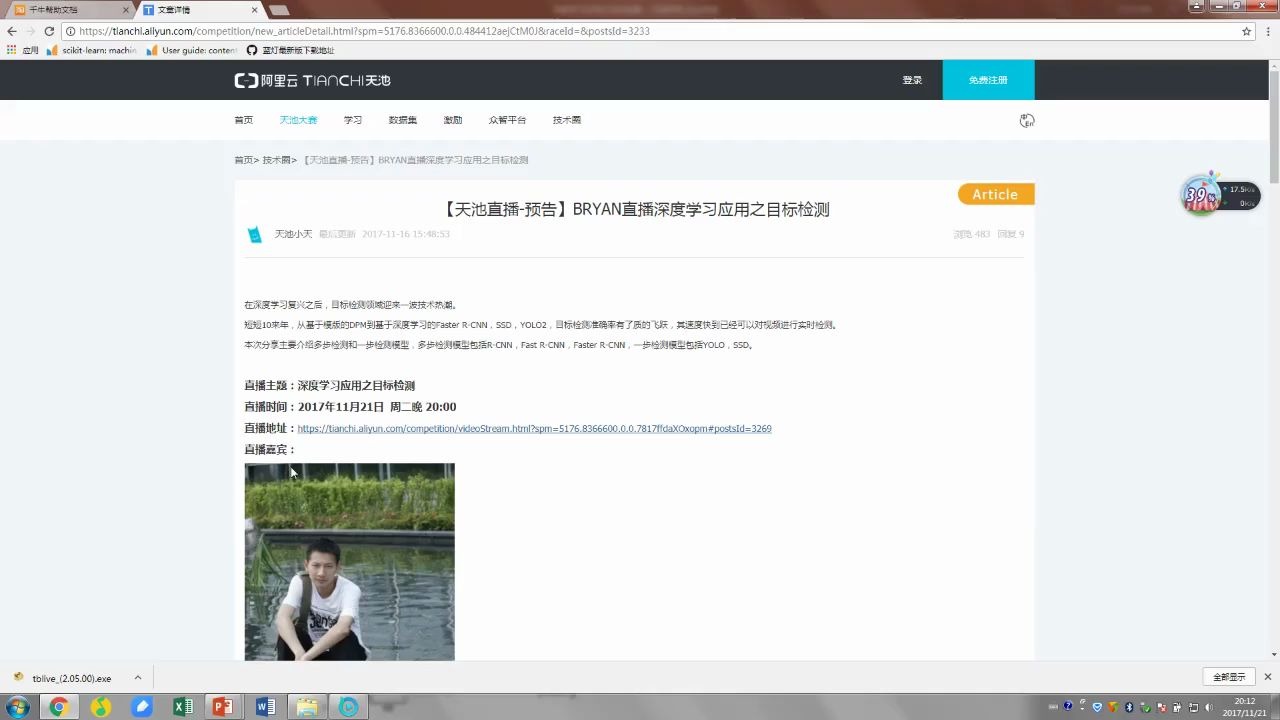 千牛帮助文档
文章详情
https://tianchi.aliyun.com/competition/new_articleDetail.html?spm=5176.8366600.0.0.484412aejCtM0J&raceId=&postsId=3233
应用 scikit-learn: machin User guide: content 蓝灯最新版下载地址
阿里云 TIANCHI天池
登录
免费注册
首页 天池大赛 学习 数据集 激励 众智平台 技术圈
首页> 技术圈> 【天池直播-预告】BRYAN直播深度学习应用之目标检测
Article
【天池直播-预告】BRYAN直播深度学习应用之目标检测
天池小天 最后更新 2017-11-16 15:48:53
浏览 483 回复 9
39%
17.5K/s
0K/s
在深度学习复兴之后，目标检测领域迎来一波技术热潮。
短短10来年，从基于模版的DPM到基于深度学习的Faster R-CNN，SSD，YOLO2，目标检测准确率有了质的飞跃，其速度快到已经可以对视频进行实时检测。
本次分享主要介绍多步检测和一步检测模型，多步检测模型包括R-CNN，Fast R-CNN，Faster R-CNN，一步检测模型包括YOLO，SSD。
直播主题：深度学习应用之目标检测
直播时间：2017年11月21日 周二晚 20:00
直播地址：https://tianchi.aliyun.com/competition/videoStream.html?spm=5176.8366600.0.0.7817ffdaXOxopm#postsId=3269
直播嘉宾：
tblive_(2.05.00).exe
全部显示
20:12
2017/11/21